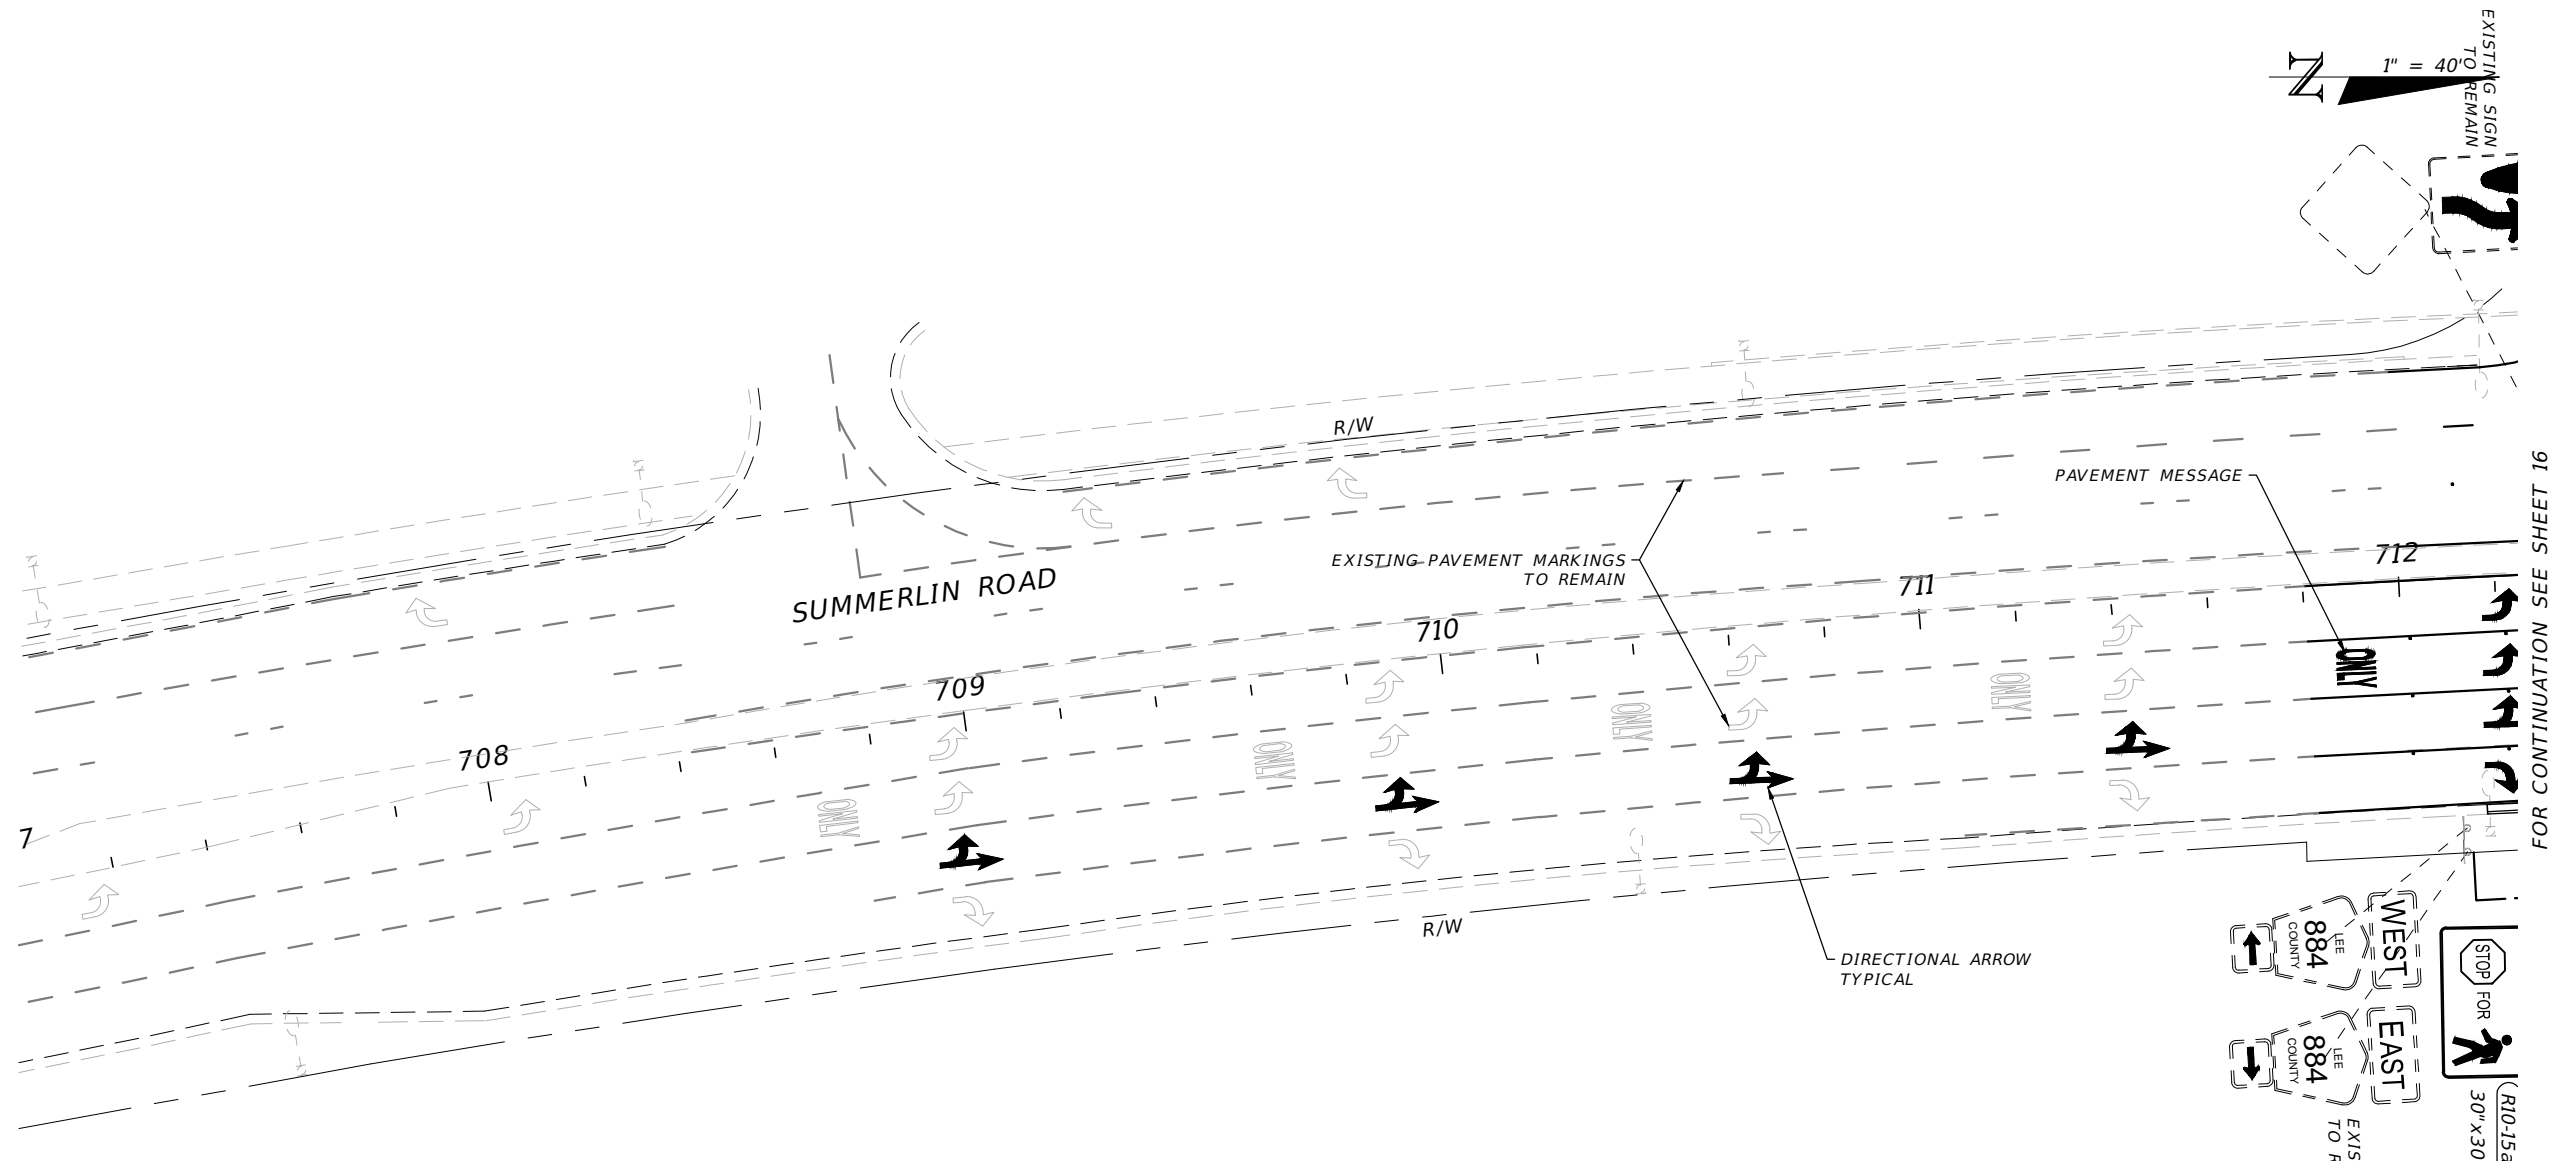 EXISTING SIGN
TO REMAIN
N
1" = 40'
R/W
PAVEMENT MESSAGE
EXISTING PAVEMENT MARKINGS
TO REMAIN
SUMMERLIN ROAD
7
708
709
710
711
712
ONLY
ONLY
ONLY
ONLY
ONLY
R/W
DIRECTIONAL ARROW
TYPICAL
FOR CONTINUATION SEE SHEET 16
WEST
LEE
884
COUNTY
EAST
LEE
884
COUNTY
STOP
FOR
EXIS
TO R
R10-15a
30"x30